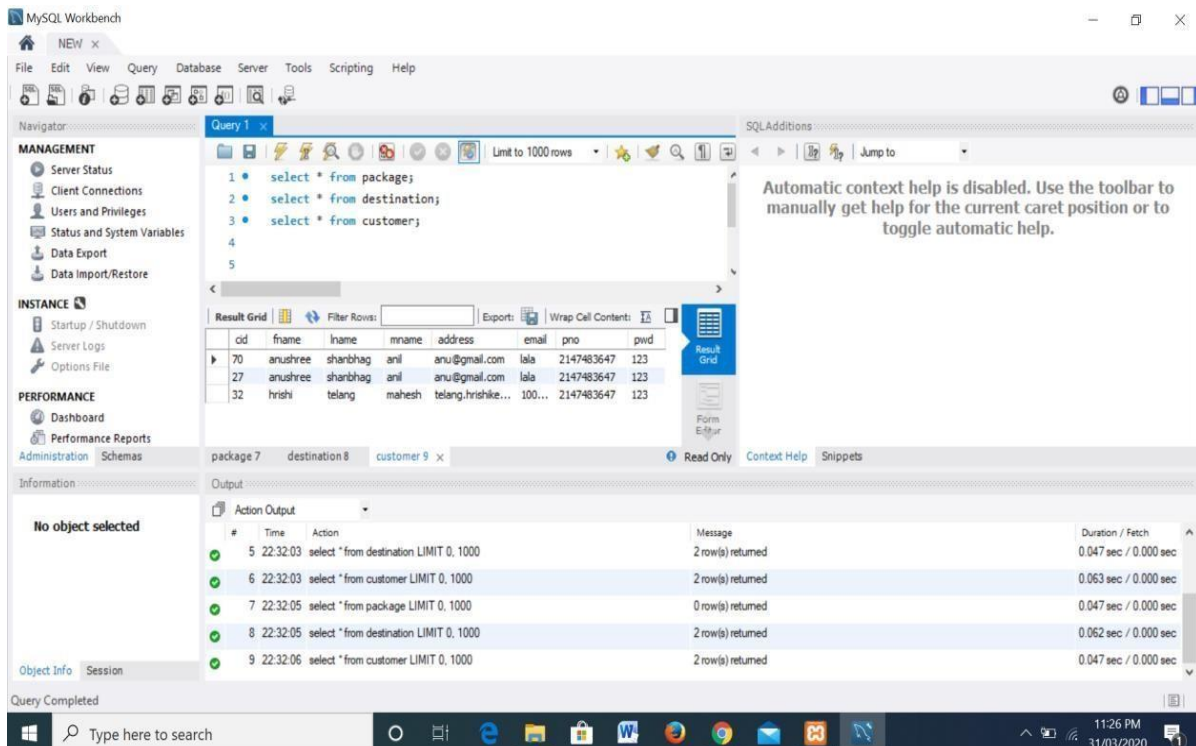 MySQL Workbench
NEW ×
File Edit View Query Database Server Tools Scripting Help
Navigator
MANAGEMENT
Server Status
Client Connections
Users and Privileges
Status and System Variables
Data Export
Data Import/Restore
INSTANCE
Startup / Shutdown
Server Logs
Options File
PERFORMANCE
Dashboard
Performance Reports
Administration Schemas
Query 1 ×
Limit to 1000 rows
1 select * from package;
2 select * from destination;
3 select * from customer;
4
5
Result Grid Filter Rows: Export: Wrap Cell Content:
cid fname lname mname address email pno pwd
70 anushree shanbhag anil anu@gmail.com lala 2147483647 123
27 anushree shanbhag anil anu@gmail.com lala 2147483647 123
32 hrishi telang mahesh telang.hrishike... 100... 2147483647 123
Result Grid
Form Editor
package 7 destination 8 customer 9 × Read Only
SQLAdditions
Jump to
Automatic context help is disabled. Use the toolbar to
manually get help for the current caret position or to
toggle automatic help.
Context Help Snippets
Information
No object selected
Object Info Session
Output
Action Output
# Time Action Message Duration / Fetch
5 22:32:03 select * from destination LIMIT 0, 1000 2 row(s) returned 0.047 sec / 0.000 sec
6 22:32:03 select * from customer LIMIT 0, 1000 2 row(s) returned 0.063 sec / 0.000 sec
7 22:32:05 select * from package LIMIT 0, 1000 0 row(s) returned 0.047 sec / 0.000 sec
8 22:32:05 select * from destination LIMIT 0, 1000 2 row(s) returned 0.062 sec / 0.000 sec
9 22:32:06 select * from customer LIMIT 0, 1000 2 row(s) returned 0.047 sec / 0.000 sec
Query Completed
Type here to search
11:26 PM
31/03/2020